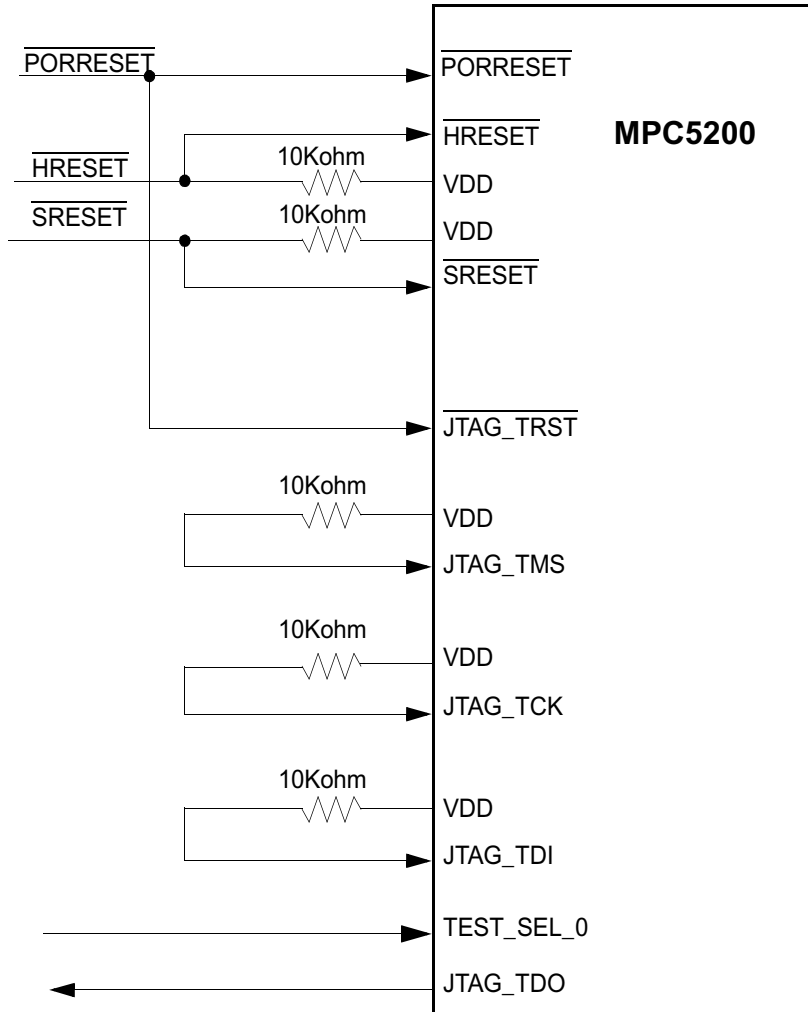 PORRESET PORRESET
HRESET MPC5200
10Kohm
HRESET VDD
10Kohm
SRESET VDD
SRESET
JTAG_TRST
10Kohm
VDD
JTAG_TMS
10Kohm
VDD
JTAG_TCK
10Kohm
VDD
JTAG_TDI
TEST_SEL_0
JTAG_TDO